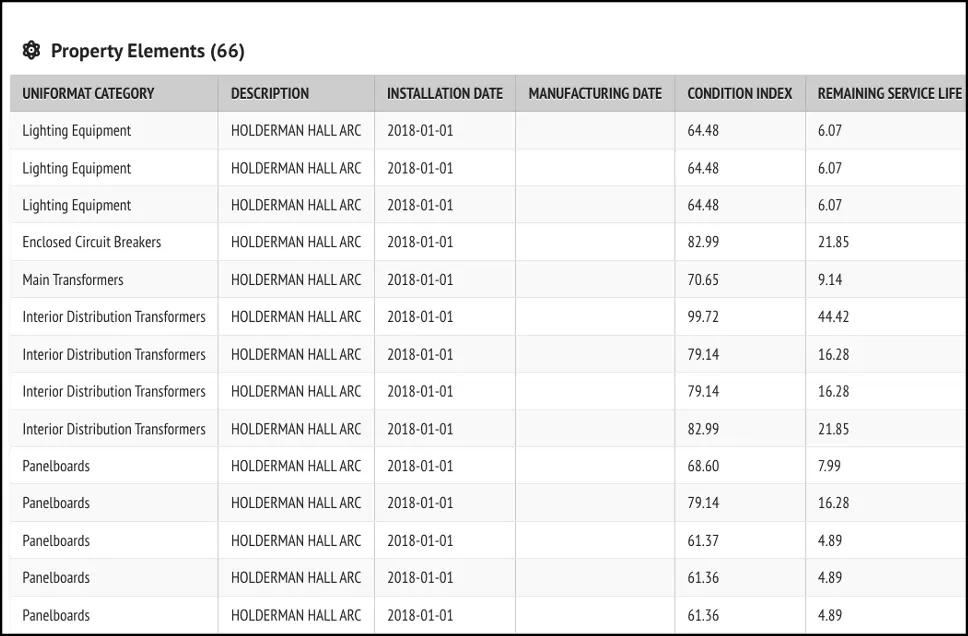 Property Elements (66)
UNIFORMAT CATEGORY DESCRIPTION INSTALLATION DATE MANUFACTURING DATE CONDITION INDEX REMAINING SERVICE LIFE
Lighting Equipment HOLDERMAN HALL ARC 2018-01-01 64.48 6.07
Lighting Equipment HOLDERMAN HALL ARC 2018-01-01 64.48 6.07
Lighting Equipment HOLDERMAN HALL ARC 2018-01-01 64.48 6.07
Enclosed Circuit Breakers HOLDERMAN HALL ARC 2018-01-01 82.99 21.85
Main Transformers HOLDERMAN HALL ARC 2018-01-01 70.65 9.14
Interior Distribution Transformers HOLDERMAN HALL ARC 2018-01-01 99.72 44.42
Interior Distribution Transformers HOLDERMAN HALL ARC 2018-01-01 79.14 16.28
Interior Distribution Transformers HOLDERMAN HALL ARC 2018-01-01 79.14 16.28
Interior Distribution Transformers HOLDERMAN HALL ARC 2018-01-01 82.99 21.85
Panelboards HOLDERMAN HALL ARC 2018-01-01 68.60 7.99
Panelboards HOLDERMAN HALL ARC 2018-01-01 79.14 16.28
Panelboards HOLDERMAN HALL ARC 2018-01-01 61.37 4.89
Panelboards HOLDERMAN HALL ARC 2018-01-01 61.36 4.89
Panelboards HOLDERMAN HALL ARC 2018-01-01 61.36 4.89